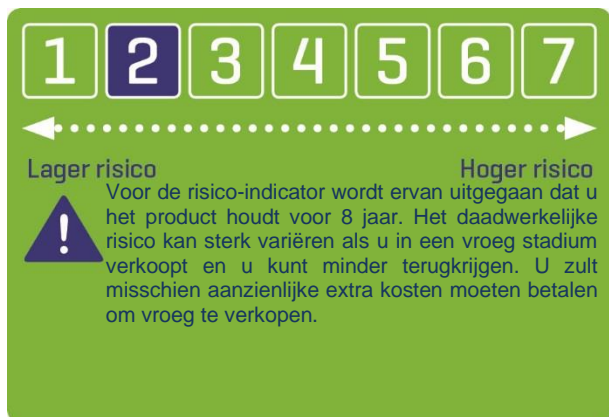 1 2 3 4 5 6 7
Lager risico Hoger risico
Voor de risico-indicator wordt ervan uitgegaan dat u
het product houdt voor 8 jaar. Het daadwerkelijke
risico kan sterk variëren als u in een vroeg stadium
verkoopt en u kunt minder terugkrijgen. U zult
misschien aanzienlijke extra kosten moeten betalen
om vroeg te verkopen.